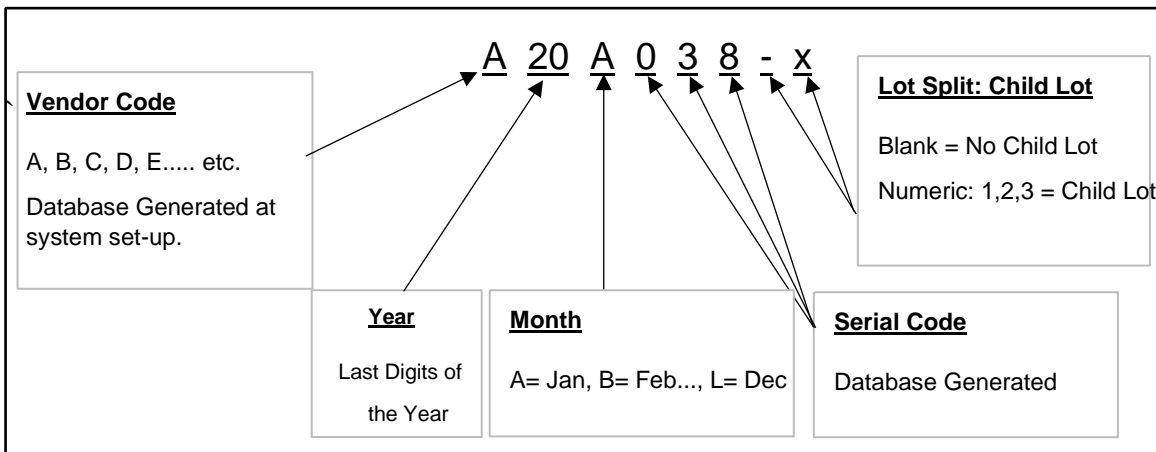 A 20 A 0 3 8 - x
Vendor Code
A, B, C, D, E..... etc.
Database Generated at
system set-up.
Lot Split: Child Lot
Blank = No Child Lot
Numeric: 1,2,3 = Child Lot
Year
Last Digits of
the Year
Month
A= Jan, B= Feb..., L= Dec
Serial Code
Database Generated